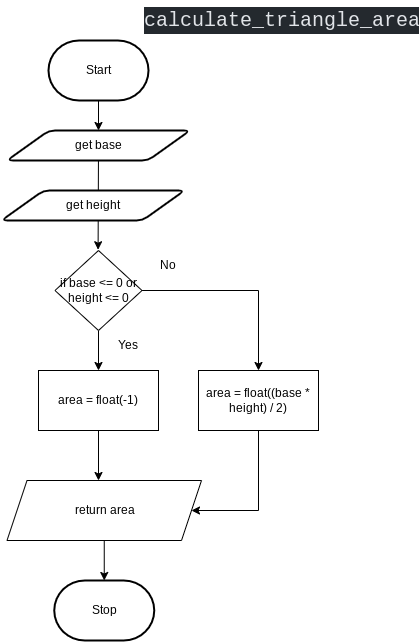 calculate_triangle_area
Start
get base
get height
if base <= 0 or
height <= 0
No
Yes
area = float(-1)
area = float((base *
height) / 2)
return area
Stop